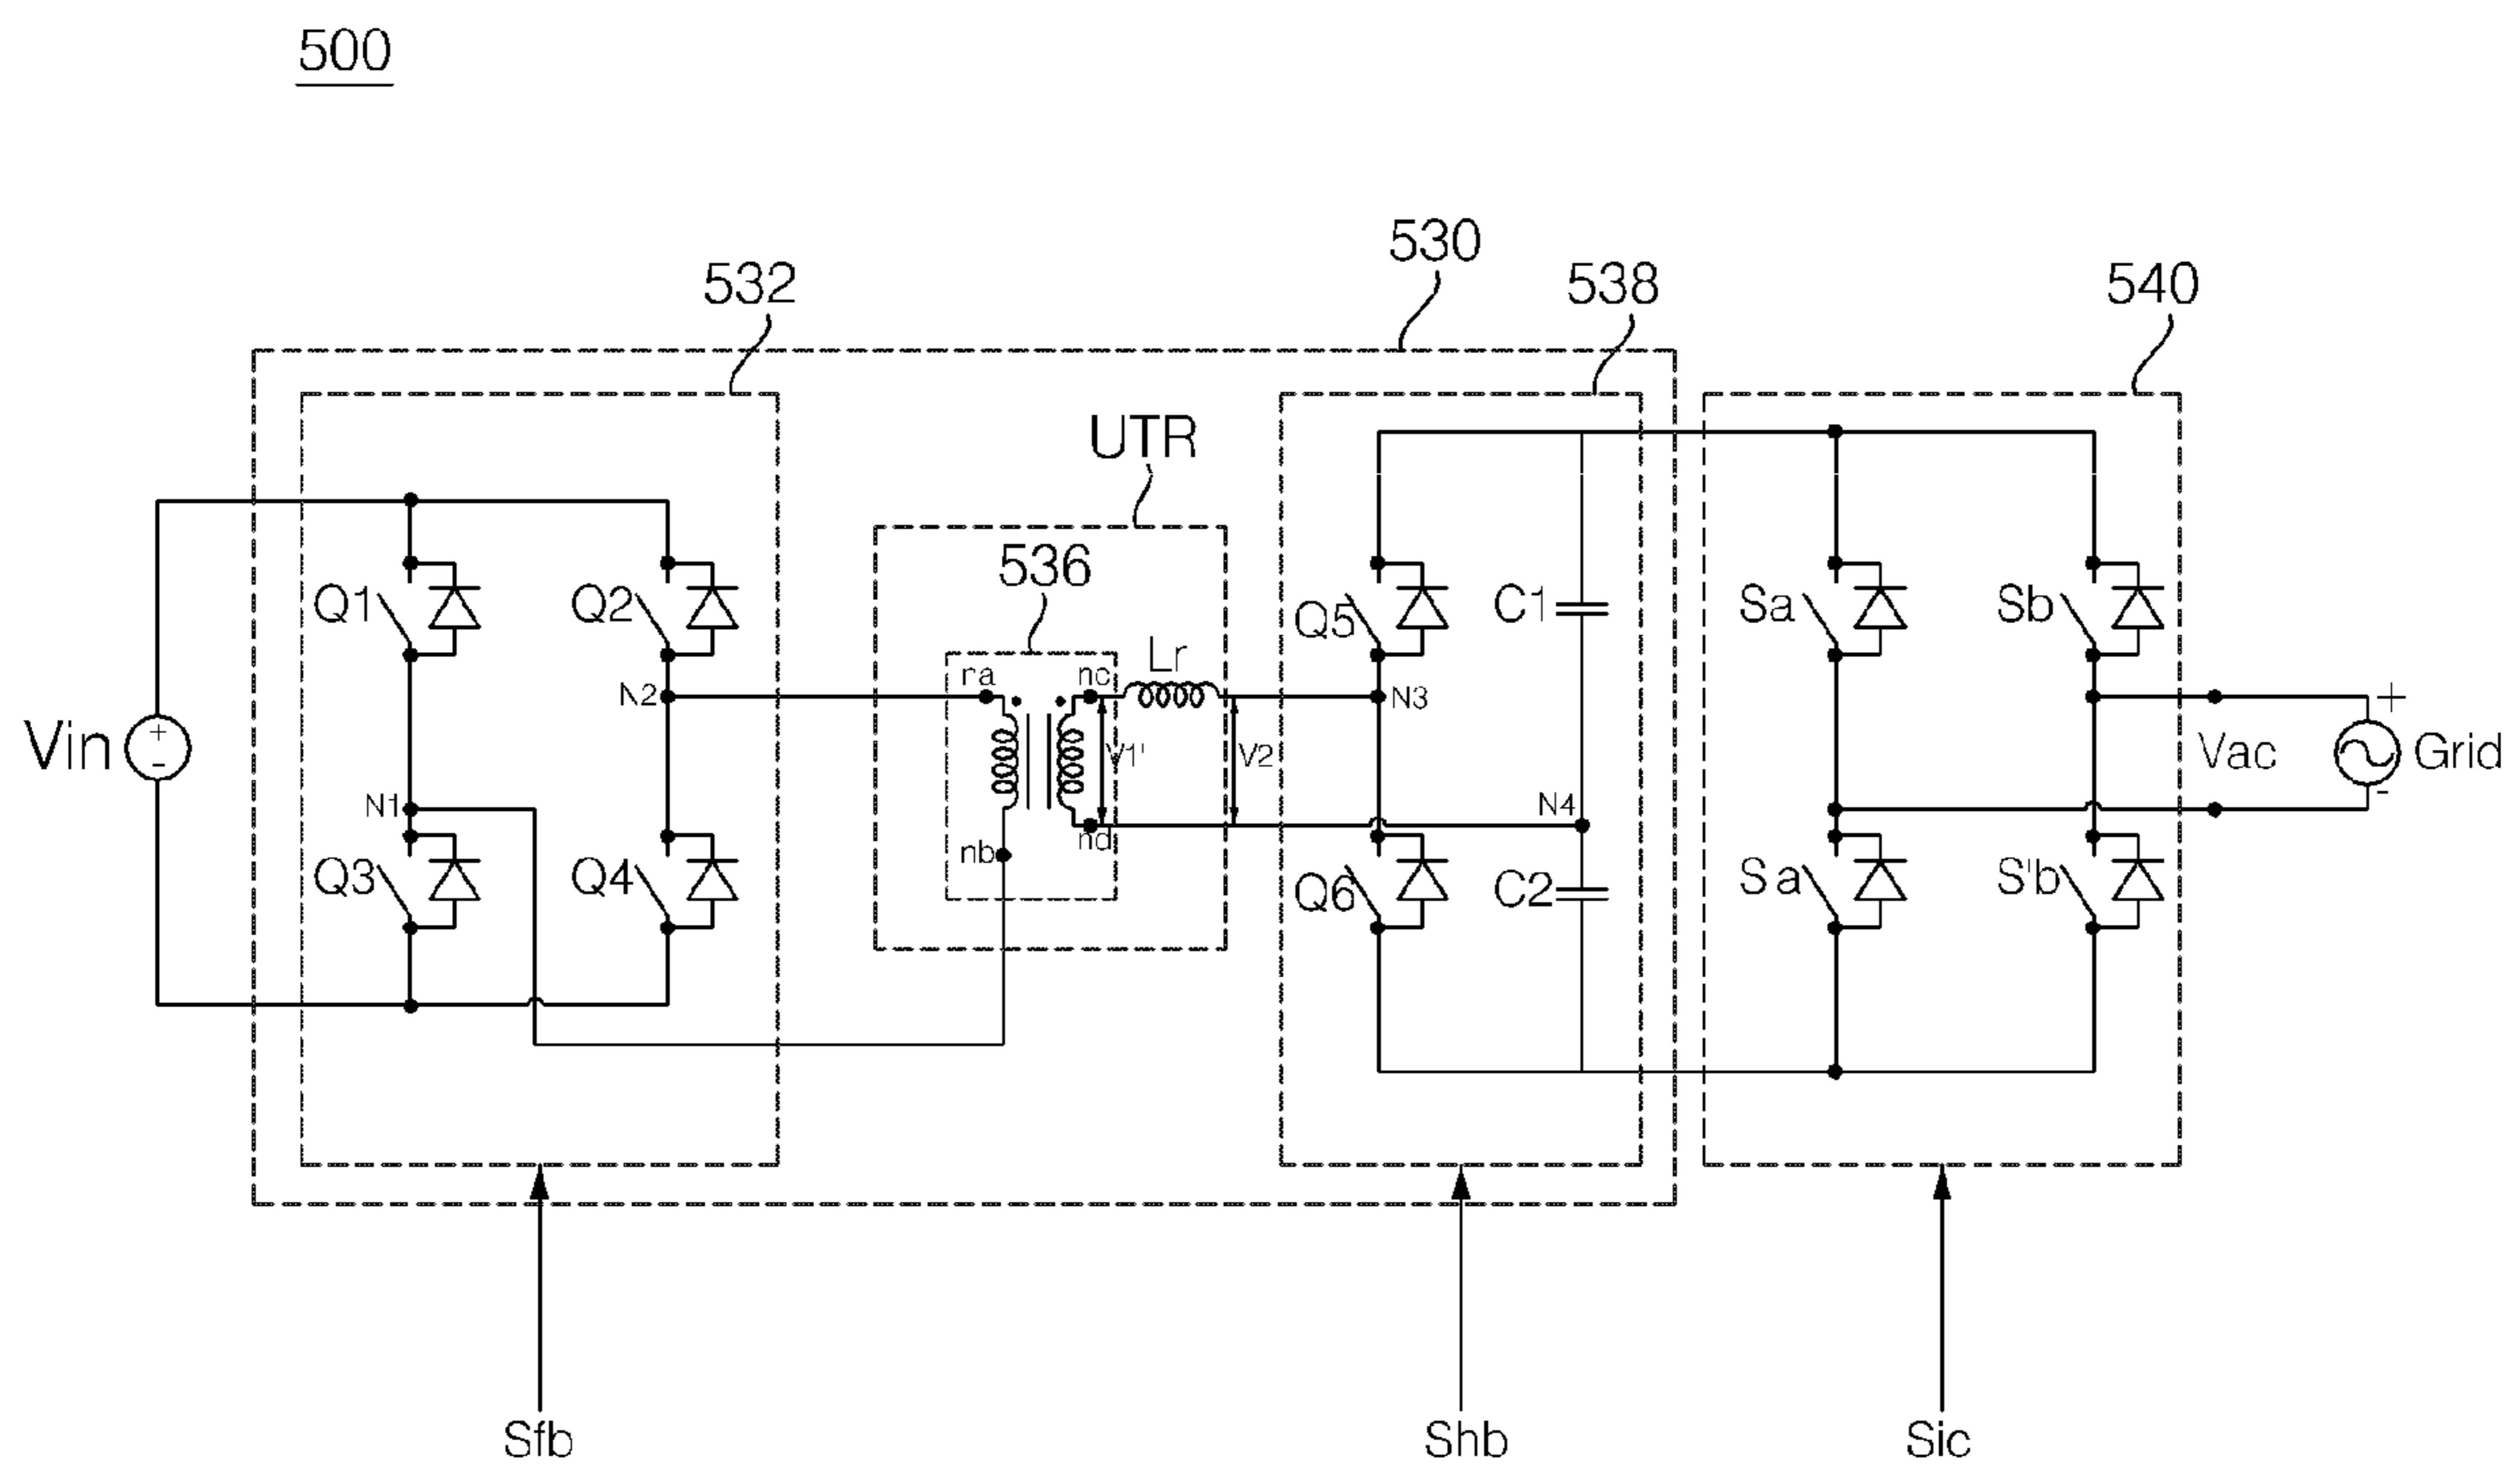 500
530
532
538
540
UTR
536
Q1
Q2
Q5
C1
Sa
Sb
Lr
na
nc
N2
N3
+
Vin
+
-
V1'
V2
Vac
Grid
-
N1
N4
nb
nd
Q3
Q4
Q6
C2
Sa
S'b
Sfb
Shb
Sic